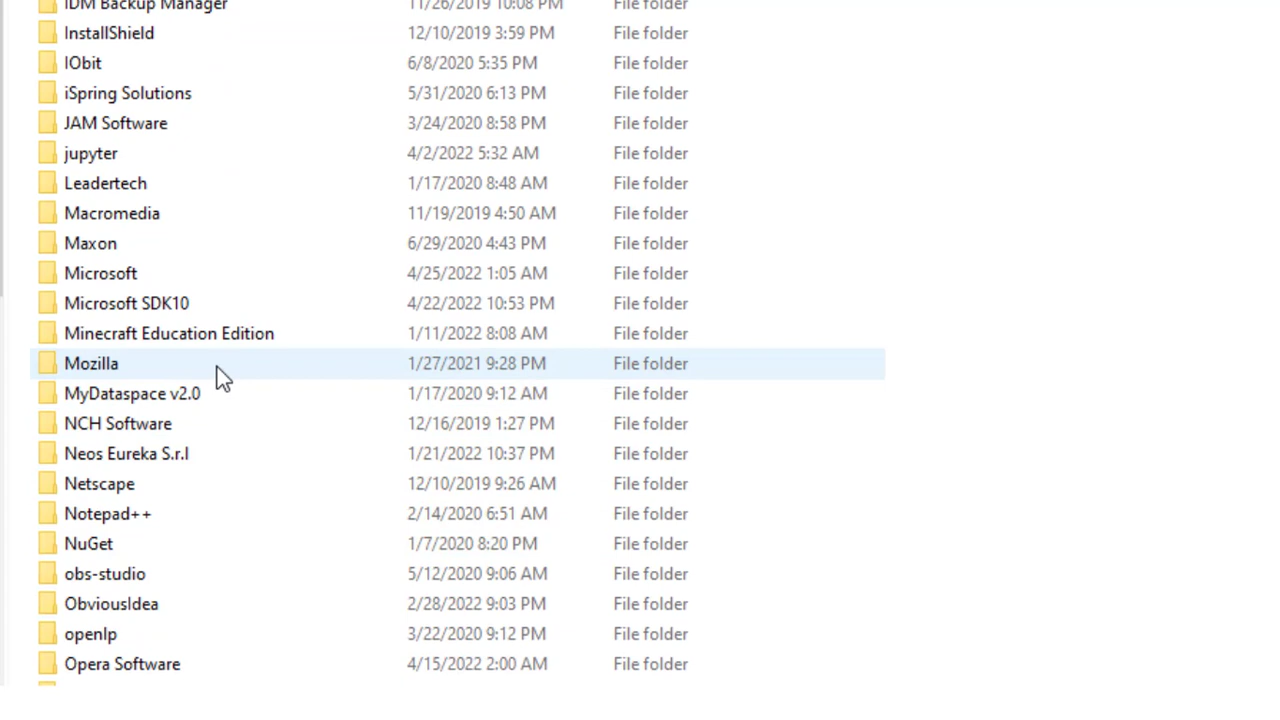 IDM Backup Manager 11/26/2019 10:08 PM File folder
InstallShield 12/10/2019 3:59 PM File folder
IObit 6/8/2020 5:35 PM File folder
iSpring Solutions 5/31/2020 6:13 PM File folder
JAM Software 3/24/2020 8:58 PM File folder
jupyter 4/2/2022 5:32 AM File folder
Leadertech 1/17/2020 8:48 AM File folder
Macromedia 11/19/2019 4:50 AM File folder
Maxon 6/29/2020 4:43 PM File folder
Microsoft 4/25/2022 1:05 AM File folder
Microsoft SDK10 4/22/2022 10:53 PM File folder
Minecraft Education Edition 1/11/2022 8:08 AM File folder
Mozilla 1/27/2021 9:28 PM File folder
MyDataspace v2.0 1/17/2020 9:12 AM File folder
NCH Software 12/16/2019 1:27 PM File folder
Neos Eureka S.r.l 1/21/2022 10:37 PM File folder
Netscape 12/10/2019 9:26 AM File folder
Notepad++ 2/14/2020 6:51 AM File folder
NuGet 1/7/2020 8:20 PM File folder
obs-studio 5/12/2020 9:06 AM File folder
ObviousIdea 2/28/2022 9:03 PM File folder
openlp 3/22/2020 9:12 PM File folder
Opera Software 4/15/2022 2:00 AM File folder